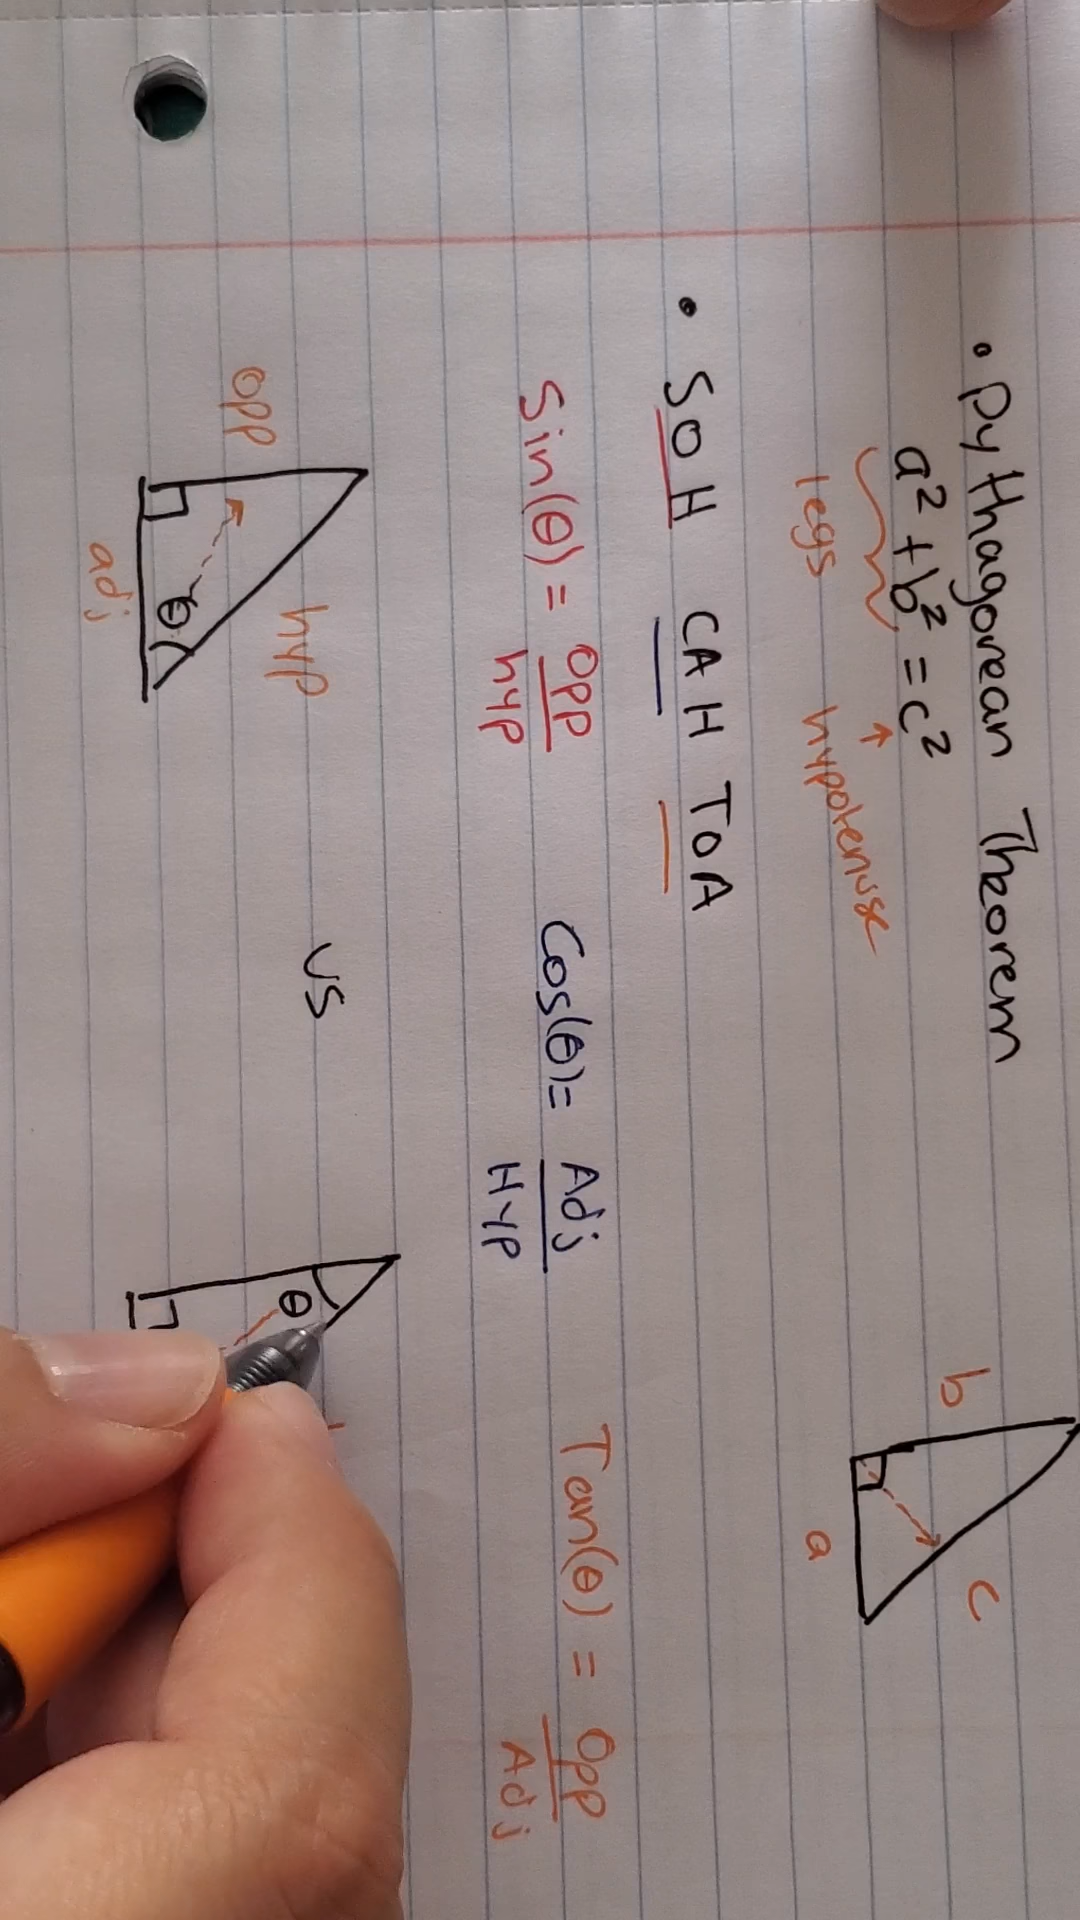 • Pythagorean Theorem
a² + b² = c²
legs hypotenuse
b
c
a
• SOH CAH TOA
Sin(θ) = Opp
hyp
Cos(θ) = Adj
Hyp
Tan(θ) = Opp
Adj
opp
hyp
θ
adj
vs
θ